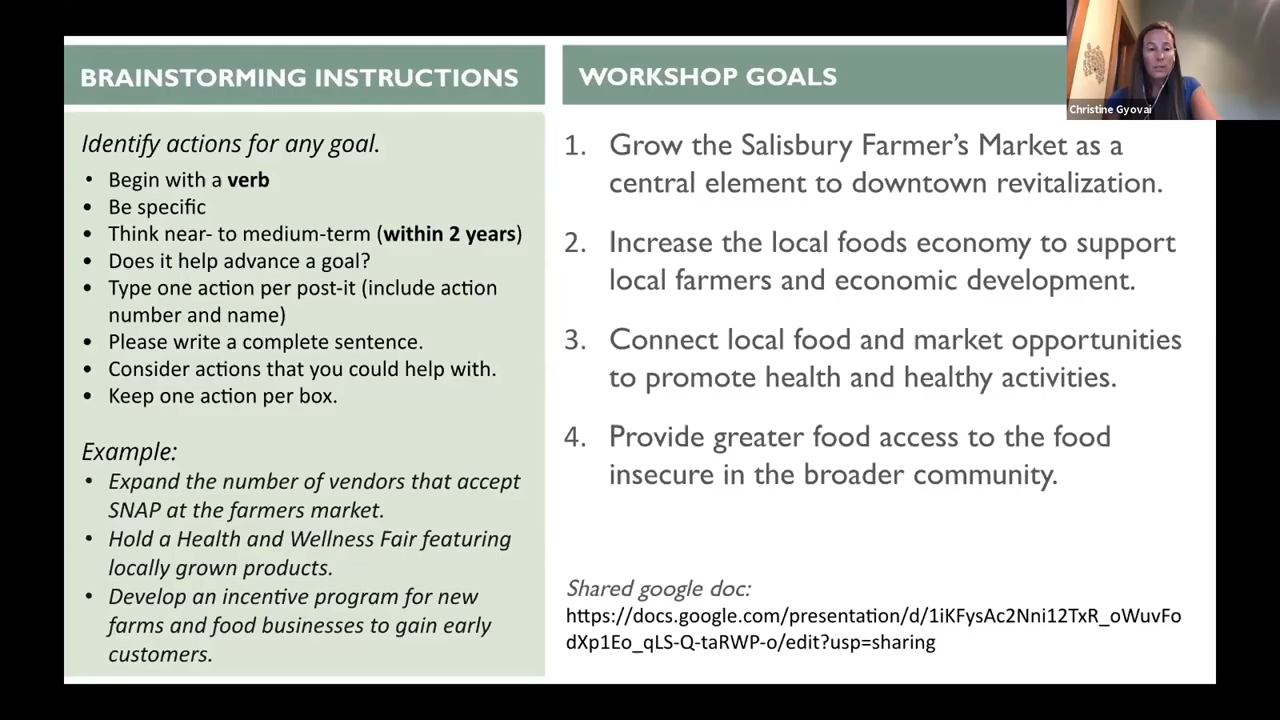 BRAINSTORMING INSTRUCTIONS
Identify actions for any goal.
• Begin with a verb
• Be specific
• Think near- to medium-term (within 2 years)
• Does it help advance a goal?
• Type one action per post-it (include action
number and name)
• Please write a complete sentence.
• Consider actions that you could help with.
• Keep one action per box.
Example:
• Expand the number of vendors that accept
SNAP at the farmers market.
• Hold a Health and Wellness Fair featuring
locally grown products.
• Develop an incentive program for new
farms and food businesses to gain early
customers.
WORKSHOP GOALS
1. Grow the Salisbury Farmer’s Market as a
central element to downtown revitalization.
2. Increase the local foods economy to support
local farmers and economic development.
3. Connect local food and market opportunities
to promote health and healthy activities.
4. Provide greater food access to the food
insecure in the broader community.
Shared google doc:
https://docs.google.com/presentation/d/1iKFysAc2Nni12TxR_oWuvFo
dXp1Eo_qLS-Q-taRWP-o/edit?usp=sharing
Christine Gyovai